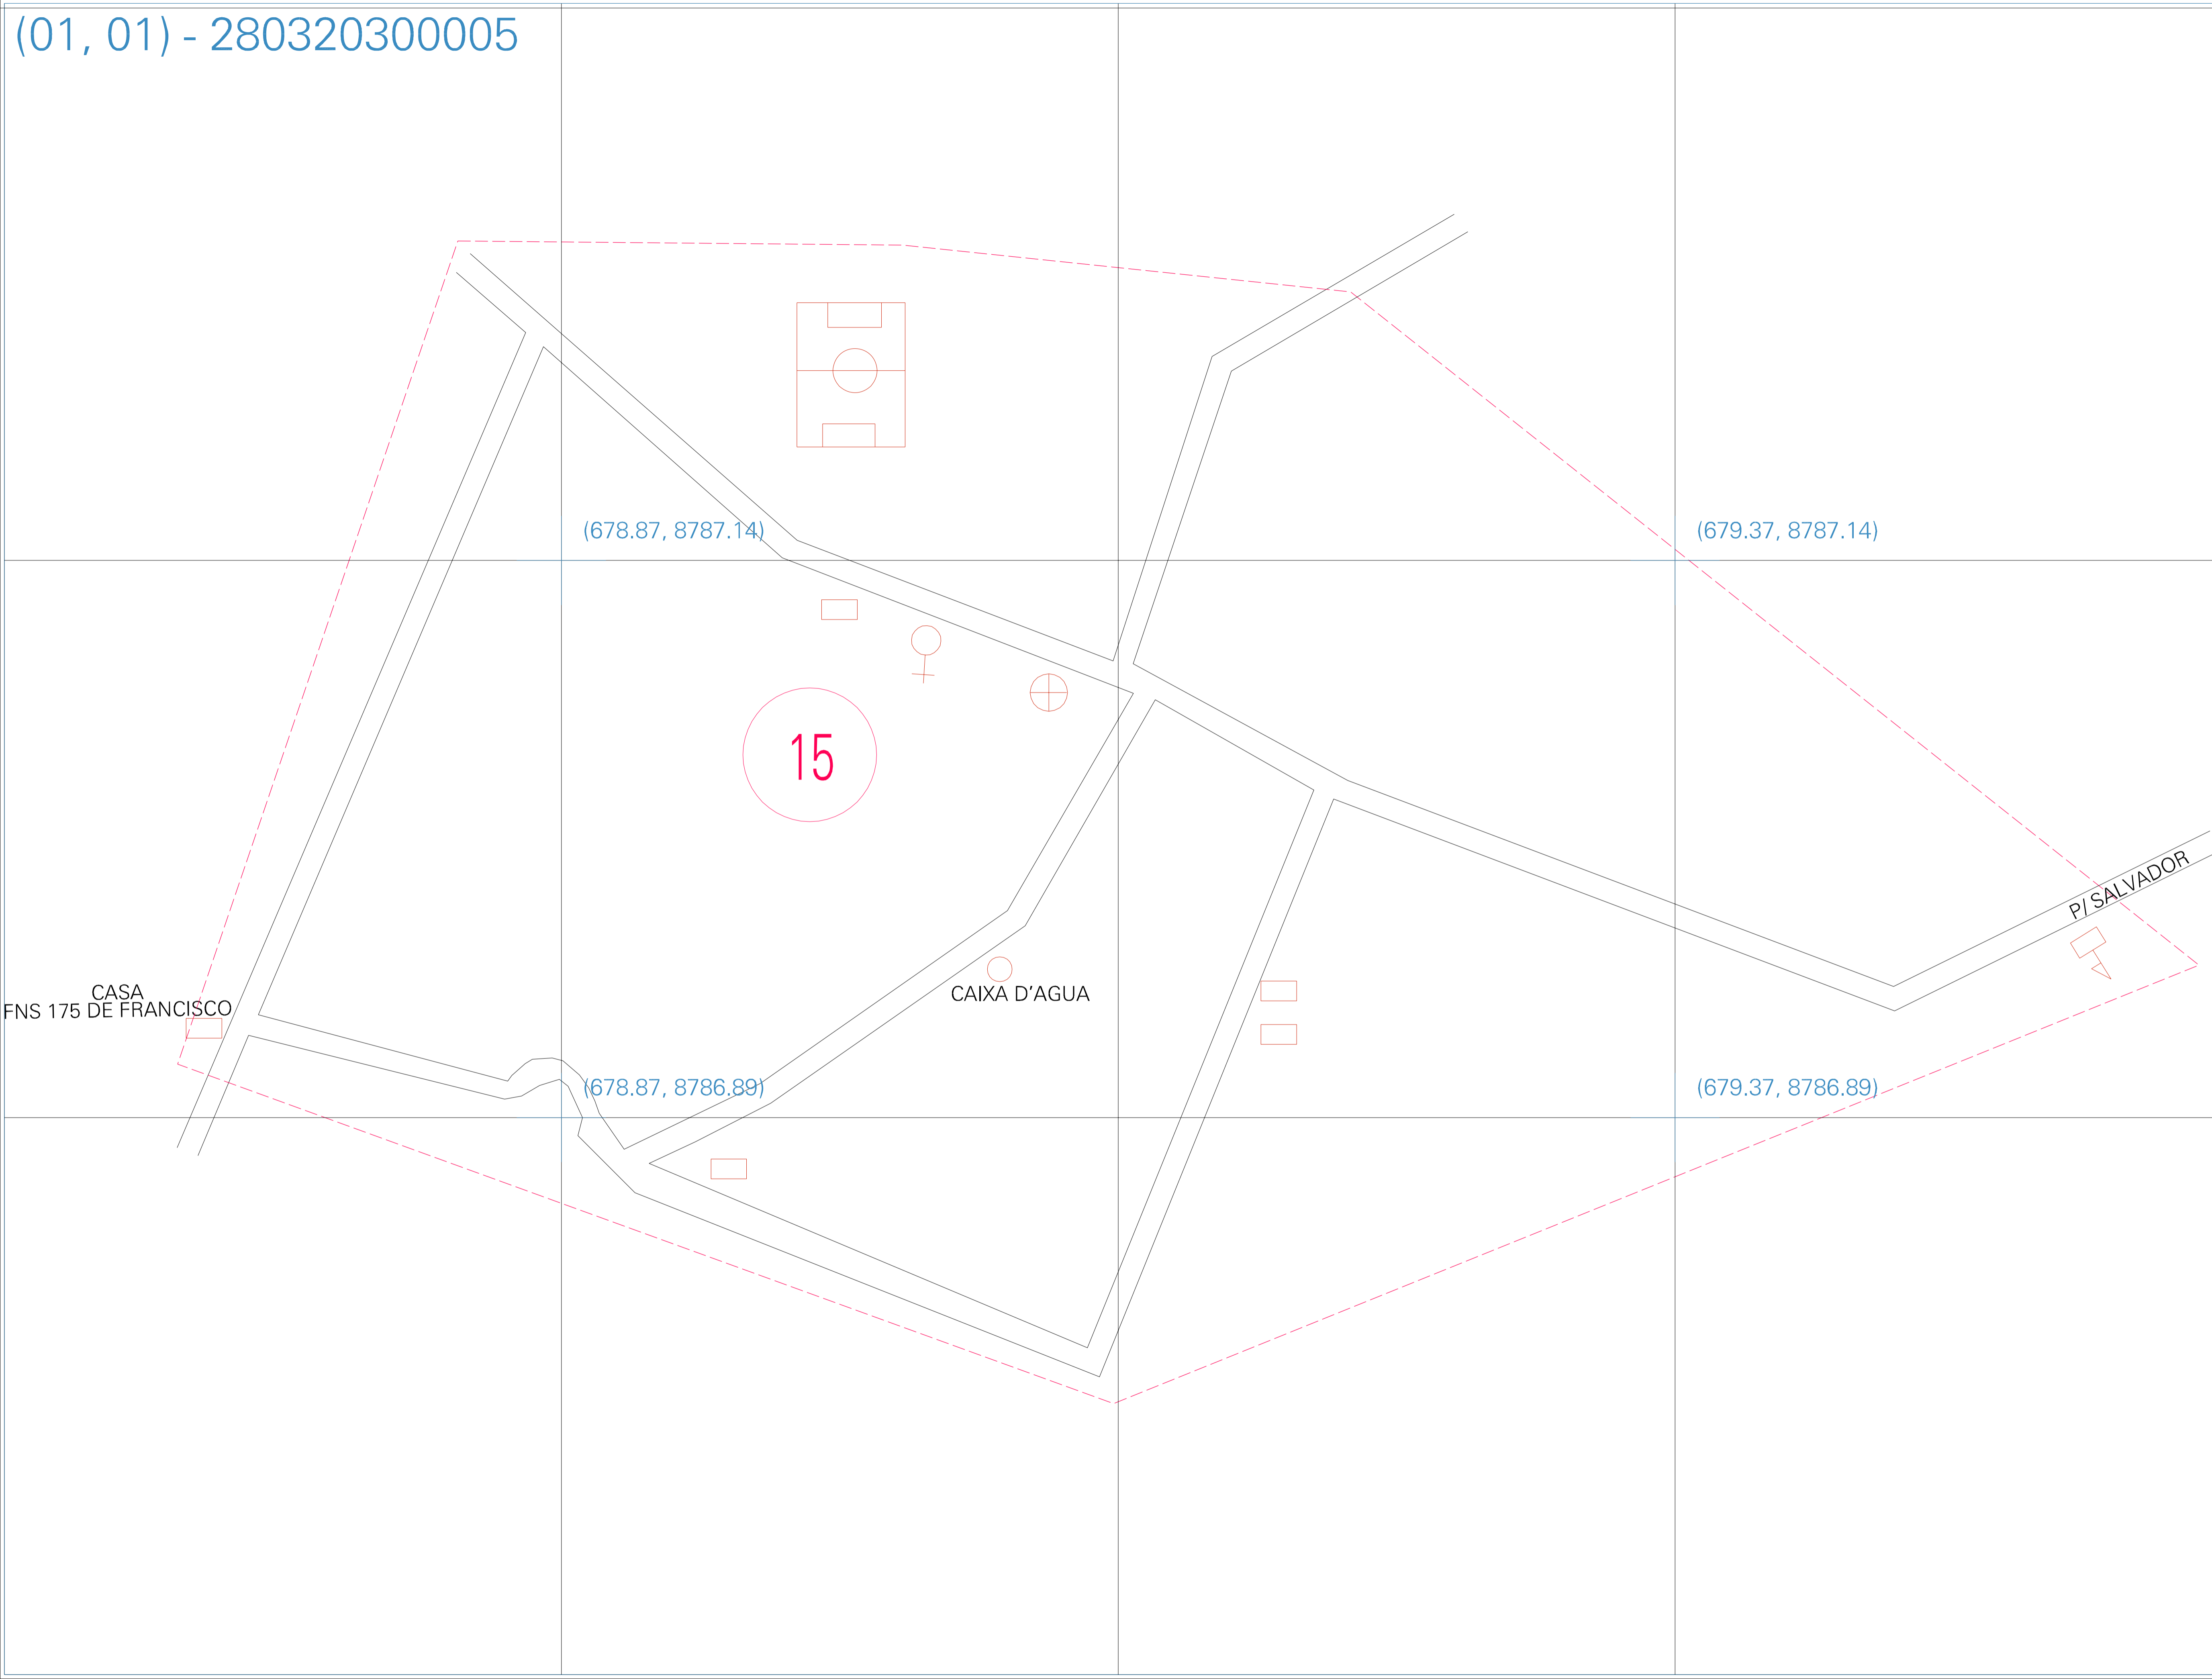 (01, 01) - 280320300005
(678.87, 8787.14)
(679.37, 8787.14)
15
P/ SALVADOR
CASA
FNS 175 DE FRANCISCO
CAIXA D'AGUA
(678.87, 8786.89)
(679.37, 8786.89)